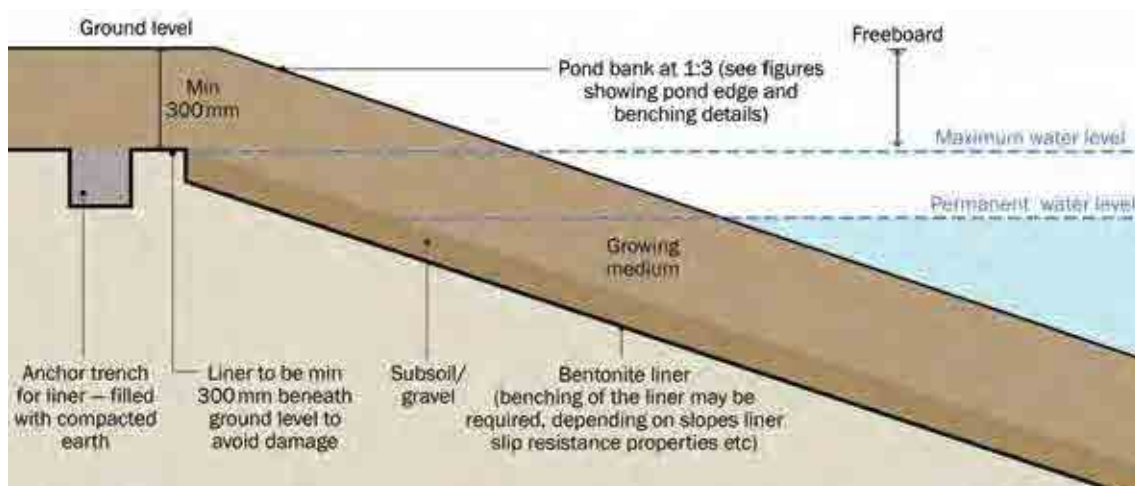 Ground level
Freeboard
Min
300 mm
Pond bank at 1:3 (see figures
showing pond edge and
benching details)
Maximum water level
Permanent water level
Growing
medium
Anchor trench
for liner – filled
with compacted
earth
Liner to be min
300 mm beneath
ground level to
avoid damage
Subsoil/
gravel
Bentonite liner
(benching of the liner may be
required, depending on slopes liner
slip resistance properties etc)